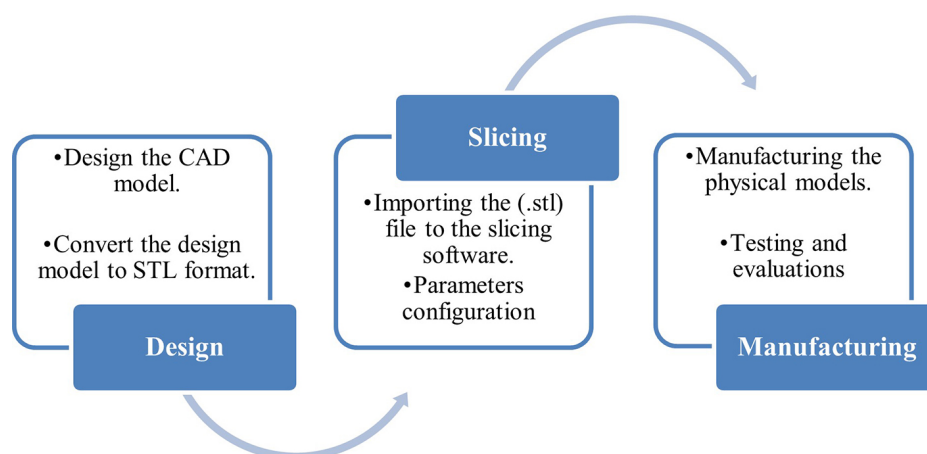 •Design the CAD
model.
•Convert the design
model to STL format.
Design
Slicing
•Importing the (.stl)
file to the slicing
software.
•Parameters
configuration
•Manufacturing the
physical models.
•Testing and
evaluations
Manufacturing